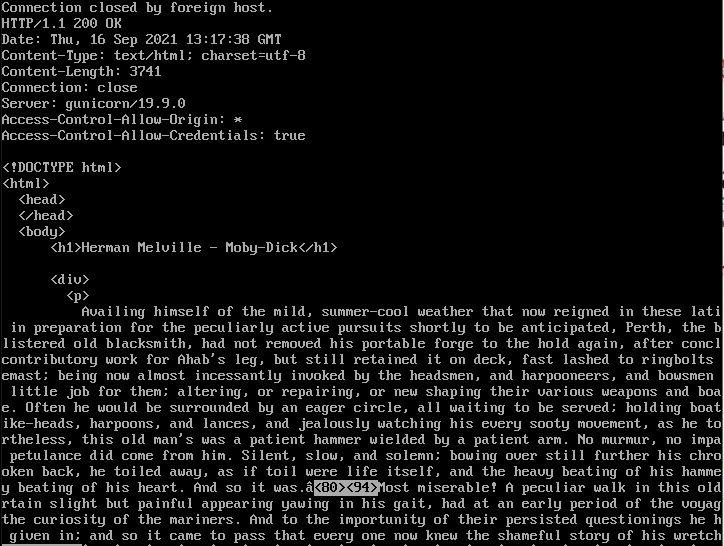 Connection closed by foreign host.
HTTP/1.1 200 OK
Date: Thu, 16 Sep 2021 13:17:38 GMT
Content-Type: text/html; charset=utf-8
Content-Length: 3741
Connection: close
Server: gunicorn/19.9.0
Access-Control-Allow-Origin: *
Access-Control-Allow-Credentials: true
<!DOCTYPE html>
<html>
<head>
</head>
<body>
<h1>Herman Melville - Moby-Dick</h1>
<div>
<p>
Availing himself of the mild, summer-cool weather that now reigned in these lati
in preparation for the peculiarly active pursuits shortly to be anticipated, Perth, the b
listered old blacksmith, had not removed his portable forge to the hold again, after concl
contributory work for Ahab's leg, but still retained it on deck, fast lashed to ringbolts
emast; being now almost incessantly invoked by the headsmen, and harpooneers, and bowsmen
little job for them; altering, or repairing, or new shaping their various weapons and boa
e. Often he would be surrounded by an eager circle, all waiting to be served; holding boat
ike-heads, harpoons, and lances, and jealously watching his every sooty movement, as he to
rtheless, this old man's was a patient hammer wielded by a patient arm. No murmur, no impa
petulance did come from him. Silent, slow, and solemn; bowing over still further his chro
oken back, he toiled away, as if toil were life itself, and the heavy beating of his hamme
y beating of his heart. And so it was.â<80><94>Most miserable! A peculiar walk in this old
rtain slight but painful appearing yawing in his gait, had at an early period of the voyag
the curiosity of the mariners. And to the importunity of their persisted questionings he h
given in; and so it came to pass that every one now knew the shameful story of his wretch